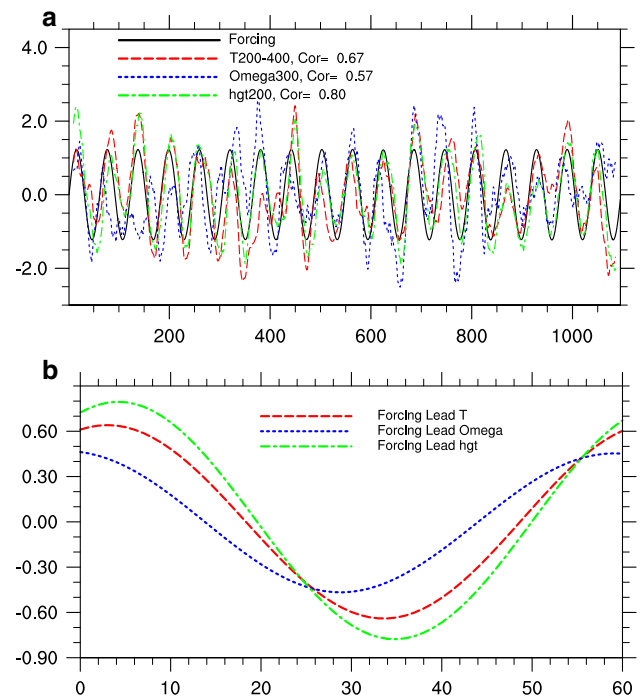 a
Forcing
T200-400, Cor= 0.67
Omega300, Cor= 0.57
hgt200, Cor= 0.80
4.0
2.0
0.0
-2.0
200 400 600 800 1000
b
Forcing Lead T
Forcing Lead Omega
Forcing Lead hgt
0.60
0.30
0.00
-0.30
-0.60
-0.90
0 10 20 30 40 50 60